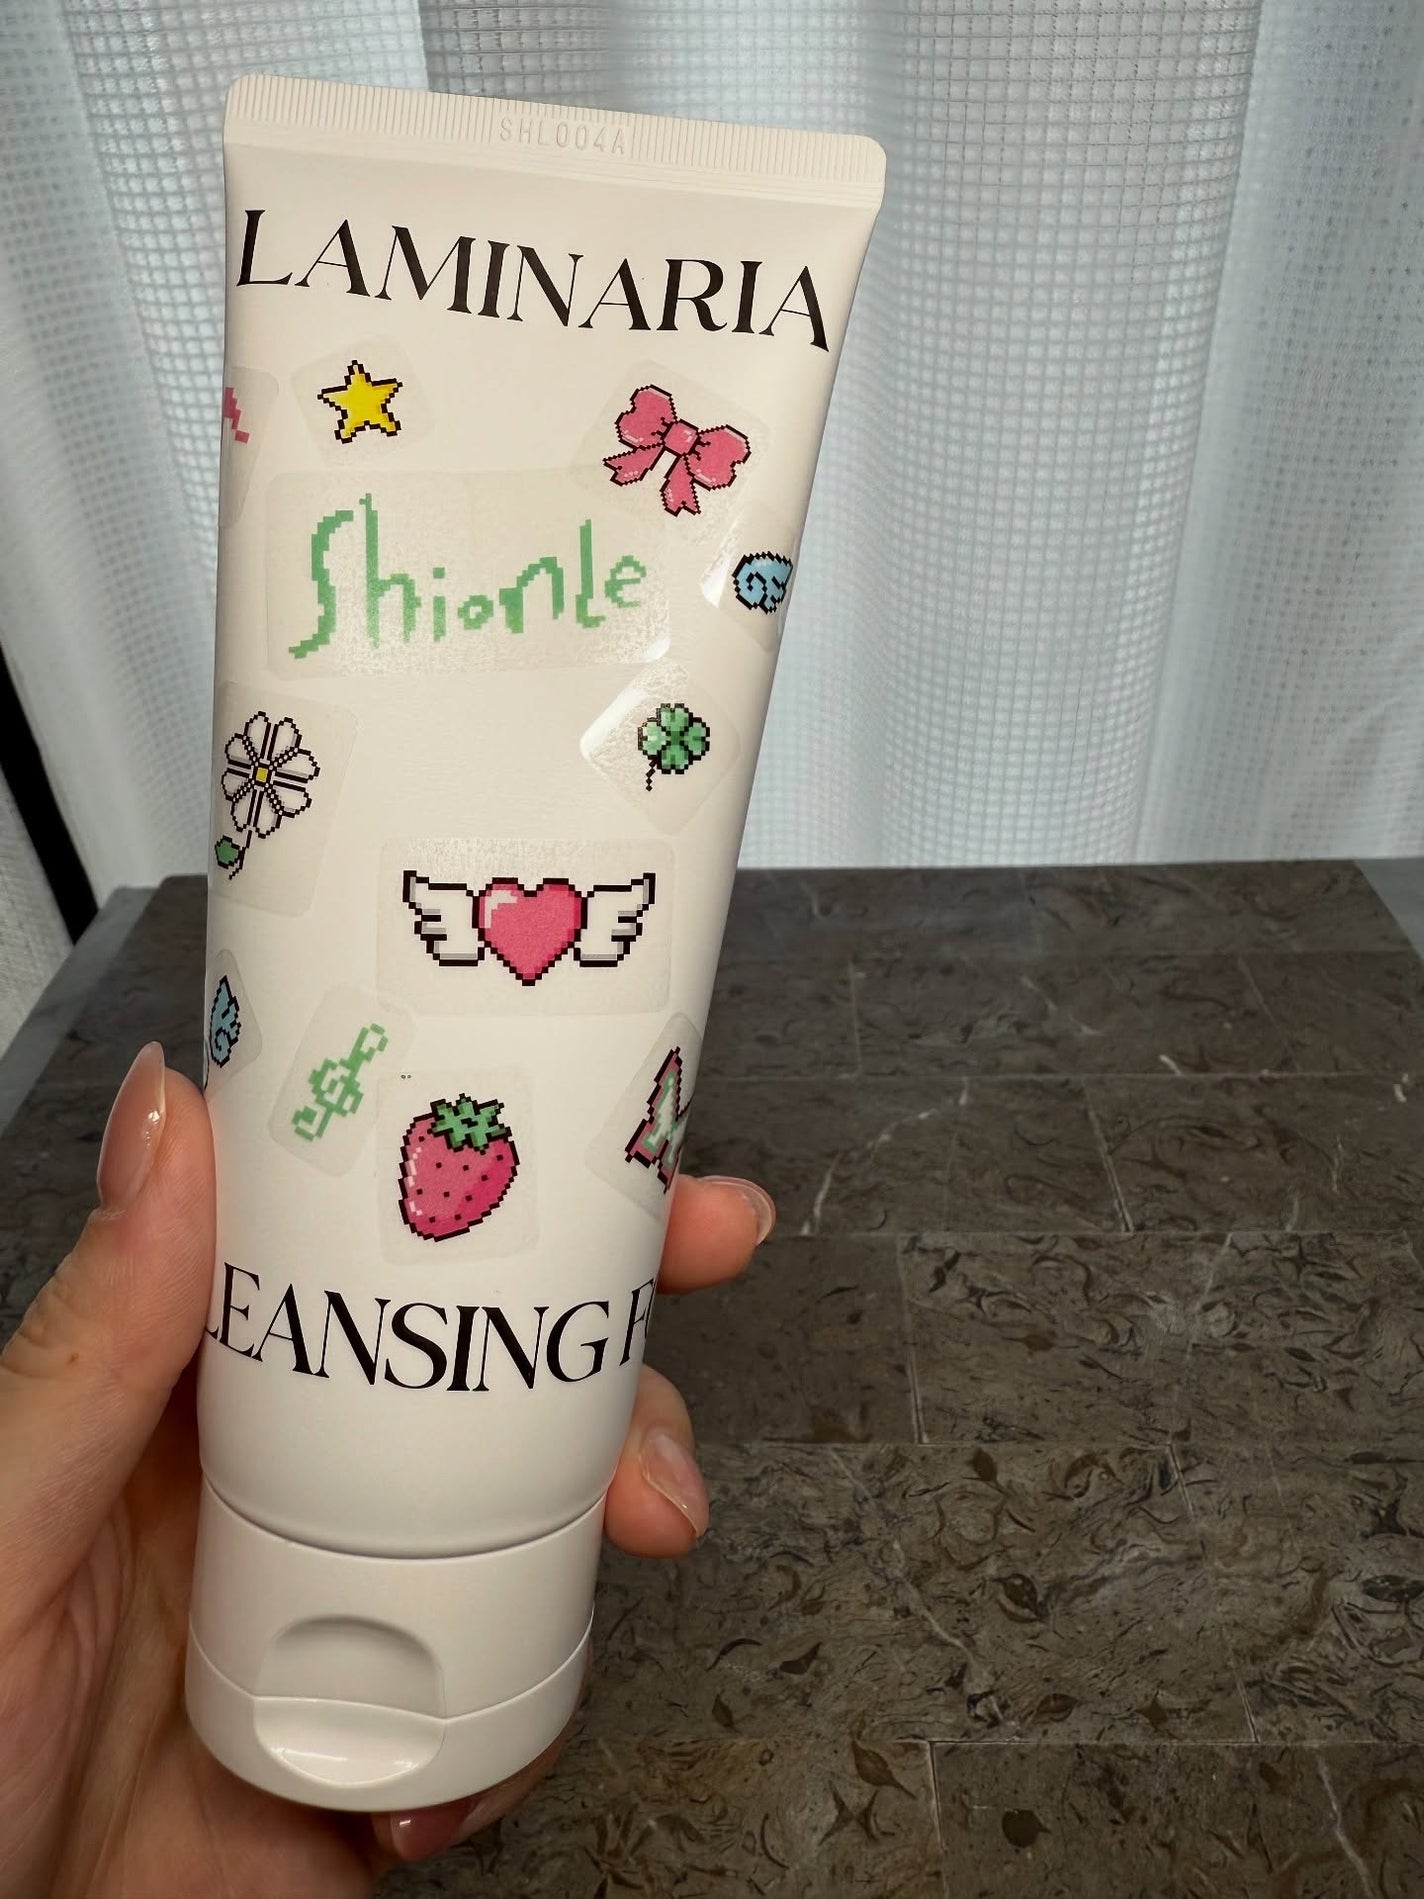 SHL004A
LAMINARIA
Shionle
LEANSING F